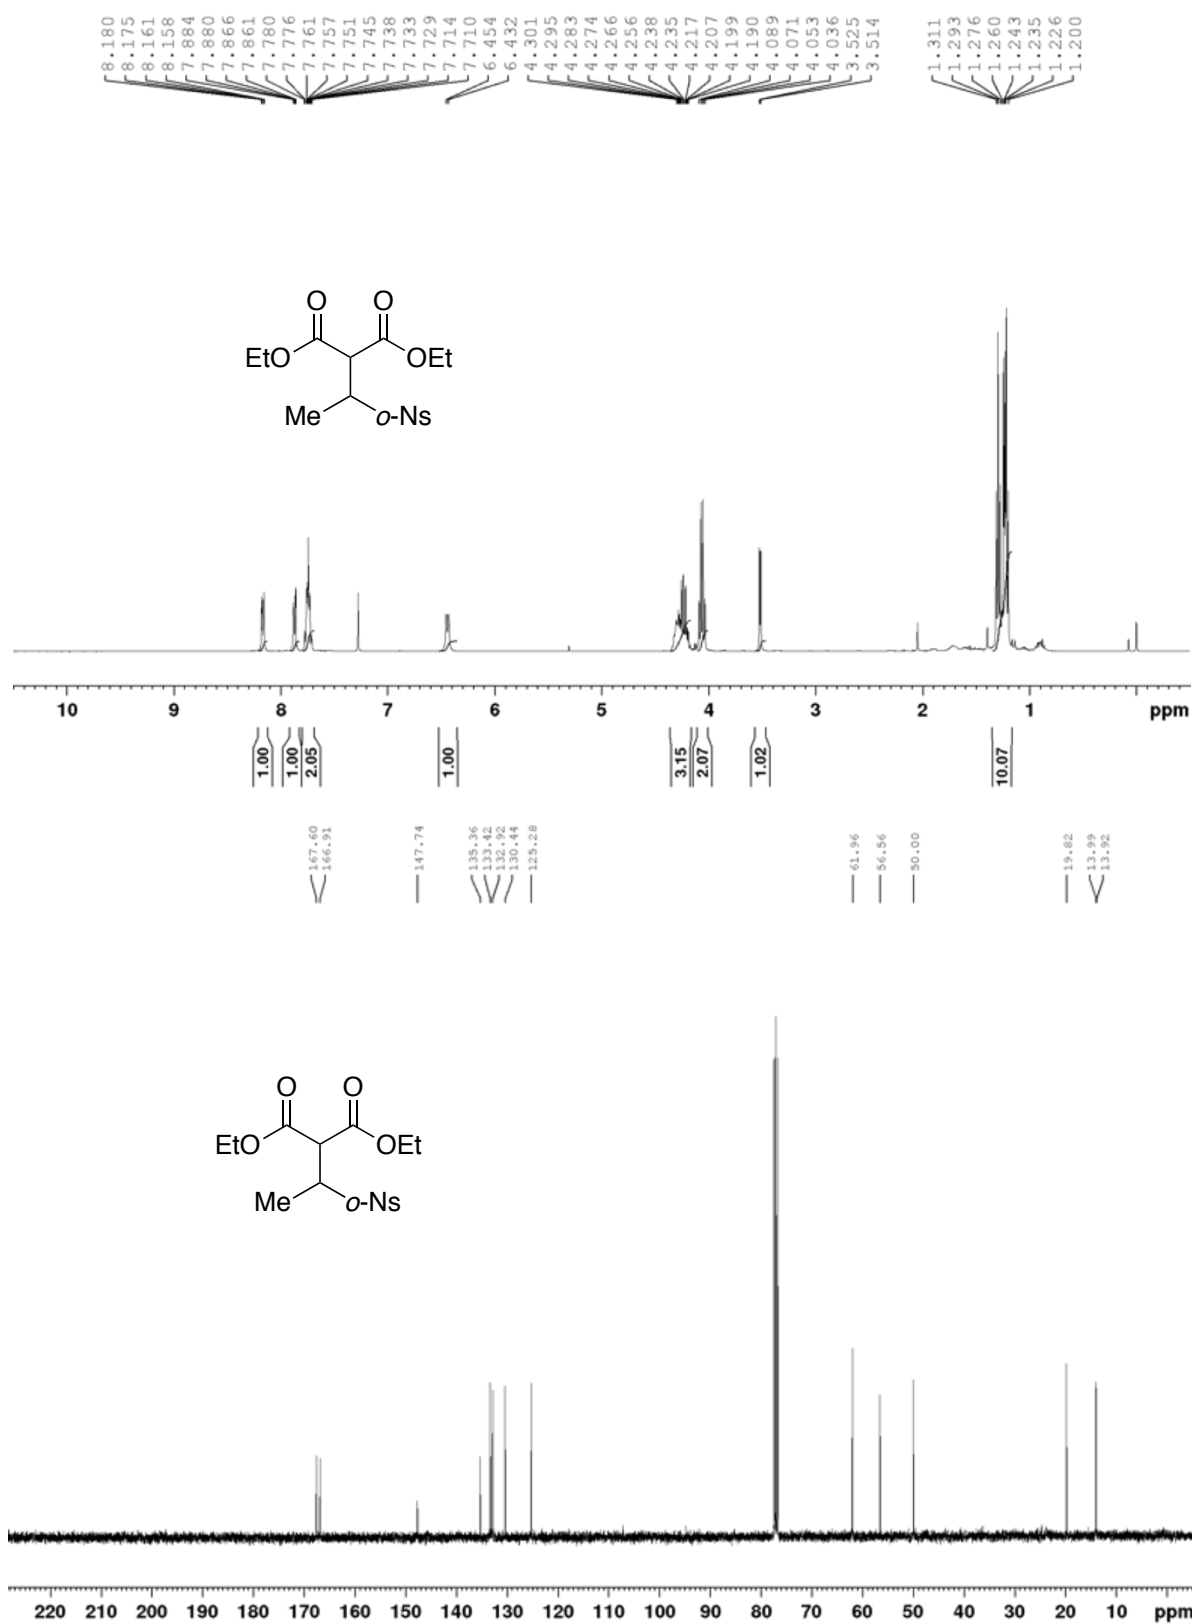 8.180 8.175 8.161 8.158 7.884 7.880 7.866 7.861 7.780 7.776 7.761 7.757 7.751 7.745 7.738 7.733 7.729 7.714 7.710 6.454 6.432 4.301 4.295 4.283 4.274 4.266 4.256 4.238 4.235 4.217 4.207 4.199 4.190 4.089 4.071 4.053 4.036 3.525 3.514 1.311 1.293 1.276 1.260 1.243 1.235 1.226 1.200
O O
EtO OEt
Me o-Ns
10 9 8 7 6 5 4 3 2 1 ppm
1.00 1.00 2.05 1.00 3.15 2.07 1.02 10.07
167.60 166.91 147.74 135.36 133.42 132.92 130.44 125.28 61.96 56.56 50.00 19.82 13.99 13.92
O O
EtO OEt
Me o-Ns
220 210 200 190 180 170 160 150 140 130 120 110 100 90 80 70 60 50 40 30 20 10 ppm